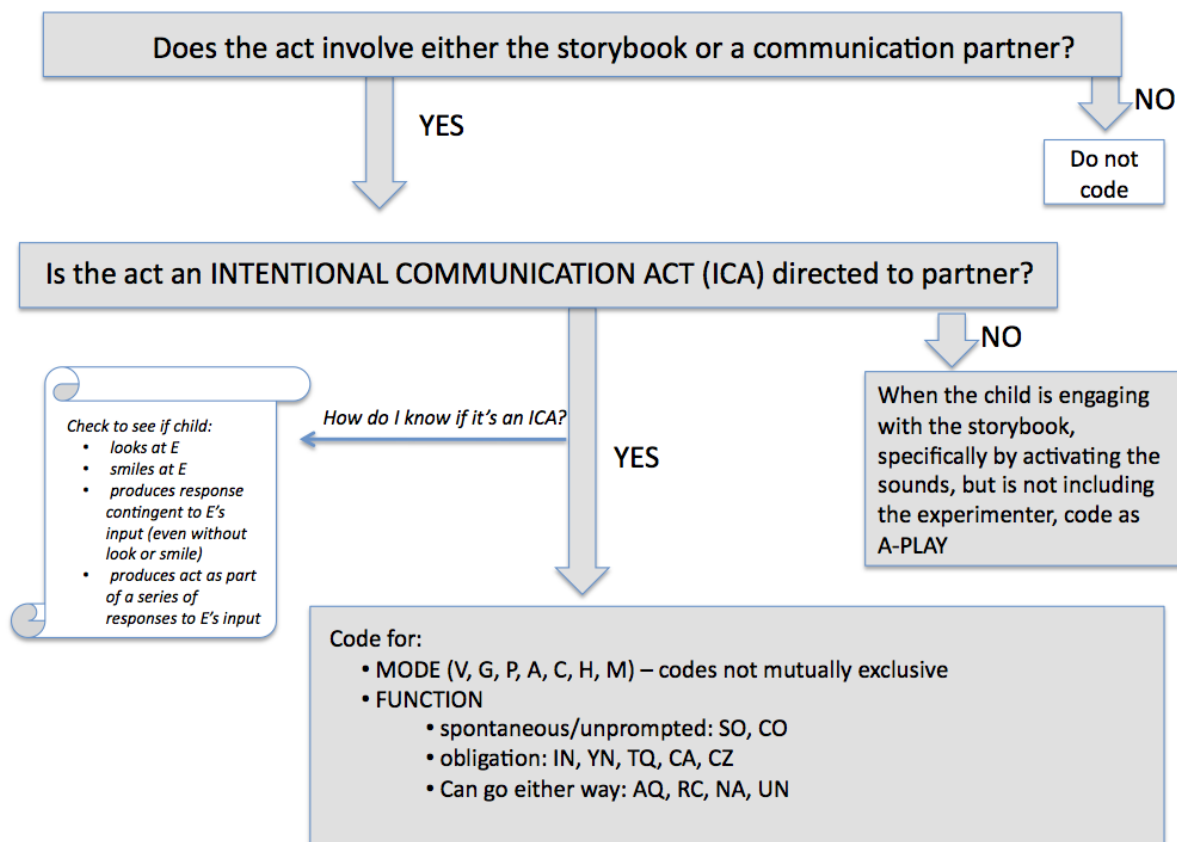 Does the act involve either the storybook or a communication partner?
YES
NO
Do not
code
Is the act an INTENTIONAL COMMUNICATION ACT (ICA) directed to partner?
NO
How do I know if it's an ICA?
YES
Check to see if child:
• looks at E
• smiles at E
• produces response
contingent to E's
input (even without
look or smile)
• produces act as part
of a series of
responses to E's input
When the child is engaging
with the storybook,
specifically by activating the
sounds, but is not including
the experimenter, code as
A-PLAY
Code for:
• MODE (V, G, P, A, C, H, M) – codes not mutually exclusive
• FUNCTION
• spontaneous/unprompted: SO, CO
• obligation: IN, YN, TQ, CA, CZ
• Can go either way: AQ, RC, NA, UN